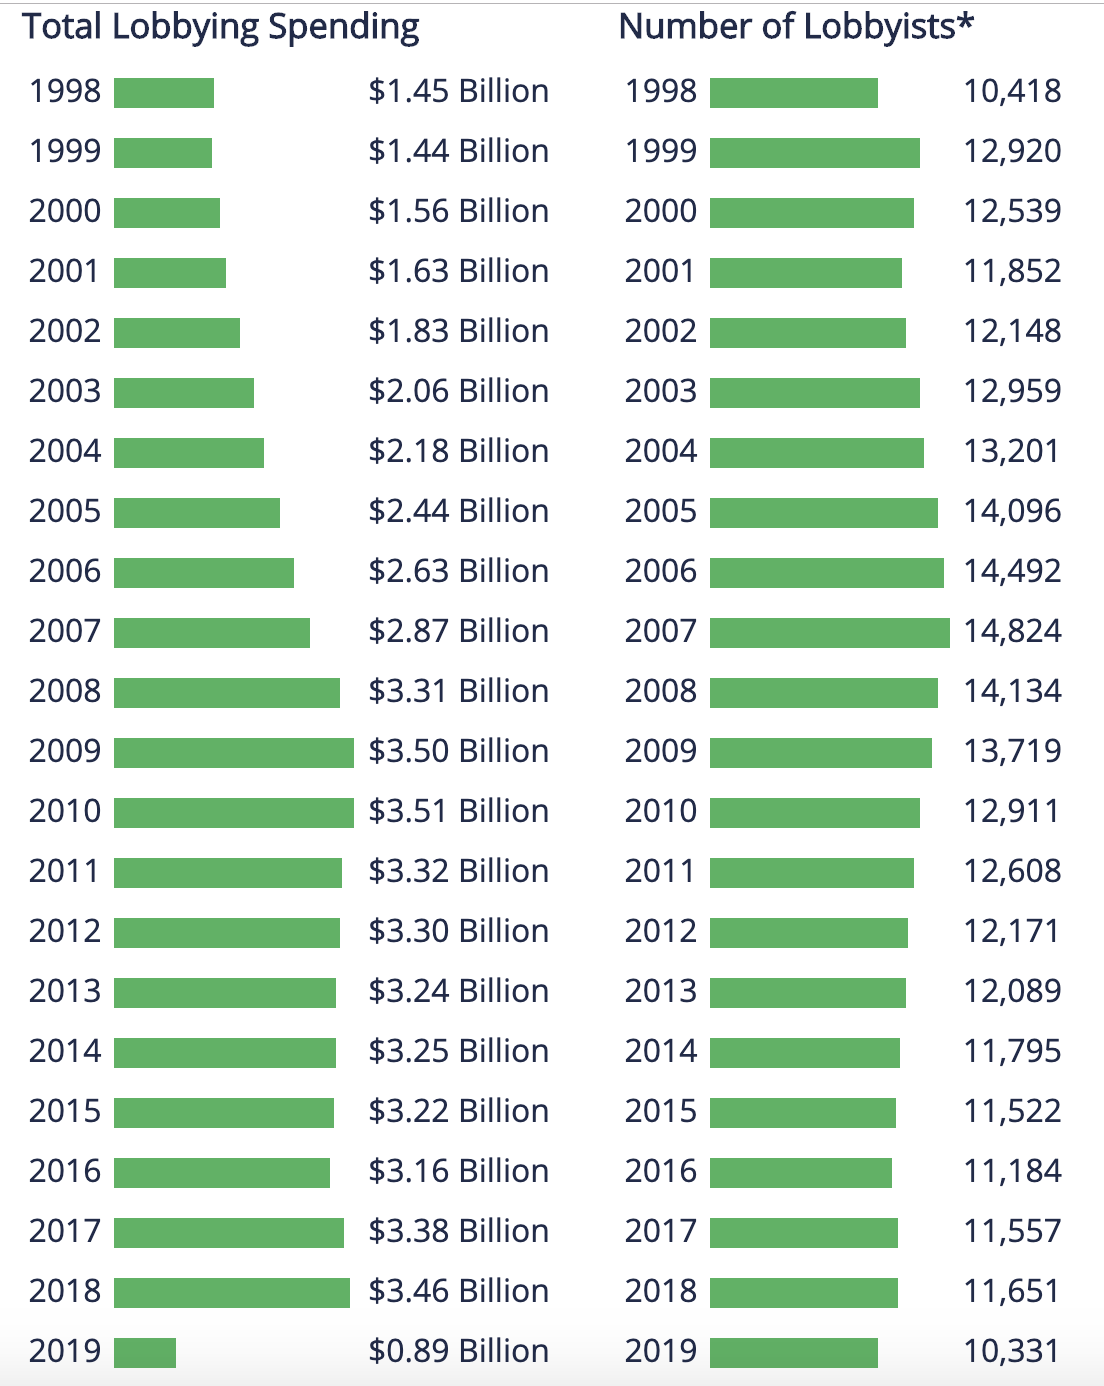 Total Lobbying Spending
1998 $1.45 Billion
1999 $1.44 Billion
2000 $1.56 Billion
2001 $1.63 Billion
2002 $1.83 Billion
2003 $2.06 Billion
2004 $2.18 Billion
2005 $2.44 Billion
2006 $2.63 Billion
2007 $2.87 Billion
2008 $3.31 Billion
2009 $3.50 Billion
2010 $3.51 Billion
2011 $3.32 Billion
2012 $3.30 Billion
2013 $3.24 Billion
2014 $3.25 Billion
2015 $3.22 Billion
2016 $3.16 Billion
2017 $3.38 Billion
2018 $3.46 Billion
2019 $0.89 Billion
Number of Lobbyists*
1998 10,418
1999 12,920
2000 12,539
2001 11,852
2002 12,148
2003 12,959
2004 13,201
2005 14,096
2006 14,492
2007 14,824
2008 14,134
2009 13,719
2010 12,911
2011 12,608
2012 12,171
2013 12,089
2014 11,795
2015 11,522
2016 11,184
2017 11,557
2018 11,651
2019 10,331